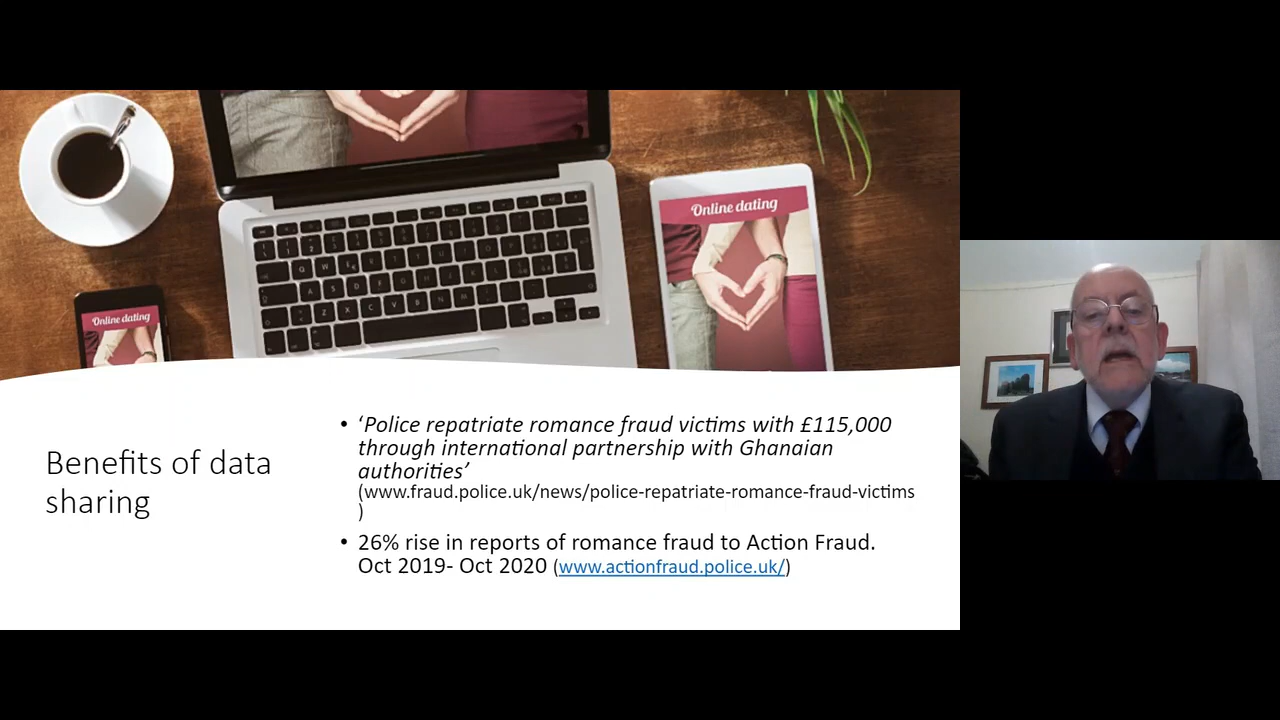 Online dating
Online dating
Benefits of data
sharing
• ‘Police repatriate romance fraud victims with £115,000
through international partnership with Ghanaian
authorities’
(www.fraud.police.uk/news/police-repatriate-romance-fraud-victims
)
• 26% rise in reports of romance fraud to Action Fraud.
Oct 2019- Oct 2020 (www.actionfraud.police.uk/)